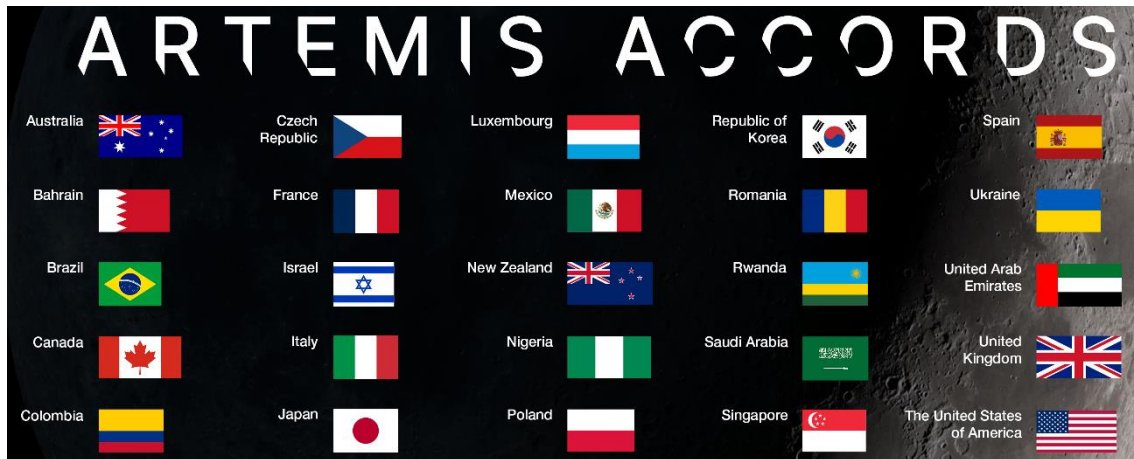 ARTEMIS ACCORDS
Australia
Bahrain
Brazil
Canada
Colombia
Czech
Republic
France
Israel
Italy
Japan
Luxembourg
Mexico
New Zealand
Nigeria
Poland
Republic of
Korea
Romania
Rwanda
Saudi Arabia
Singapore
Spain
Ukraine
United Arab
Emirates
United
Kingdom
The United States
of America